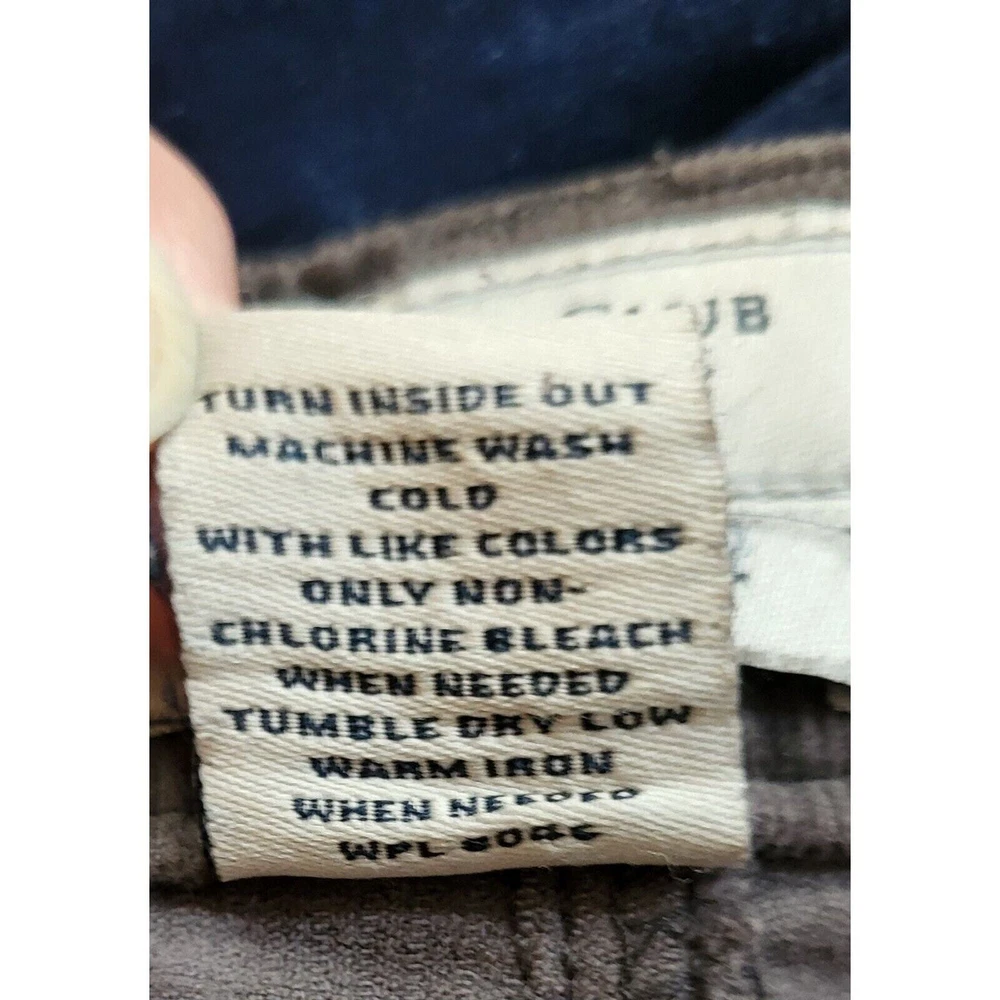 TURN INSIDE OUT
MACHINE WASH
COLD
WITH LIKE COLORS
ONLY NON-
CHLORINE BLEACH
WHEN NEEDED
TUMBLE DRY LOW
WARM IRON
WHEN NEEDED
WPL